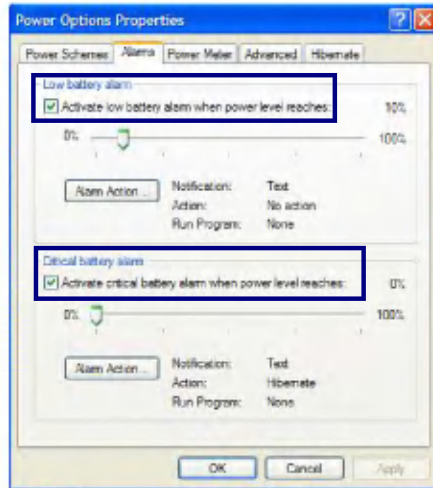 Power Options Properties
Power Schemes Alarms Power Meter Advanced Hibernate
Low battery alarm
Activate low battery alarm when power level reaches: 10%
0% 100%
Alarm Action... Notification: Text
Action: No action
Run Program: None
Critical battery alarm
Activate critical battery alarm when power level reaches: 0%
0% 100%
Alarm Action... Notification: Text
Action: Hibernate
Run Program: None
OK Cancel Apply